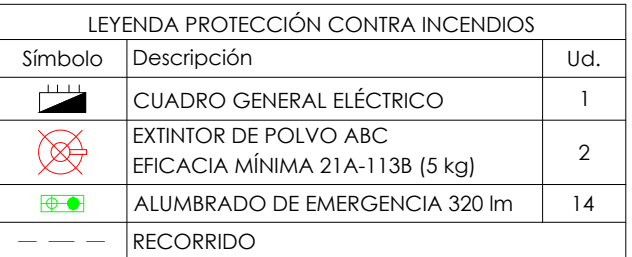 LEYENDA PROTECCIÓN CONTRA INCENDIOS
Símbolo Descripción Ud.
CUADRO GENERAL ELÉCTRICO 1
EXTINTOR DE POLVO ABC
EFICACIA MÍNIMA 21A-113B (5 kg) 2
ALUMBRADO DE EMERGENCIA 320 lm 14
RECORRIDO